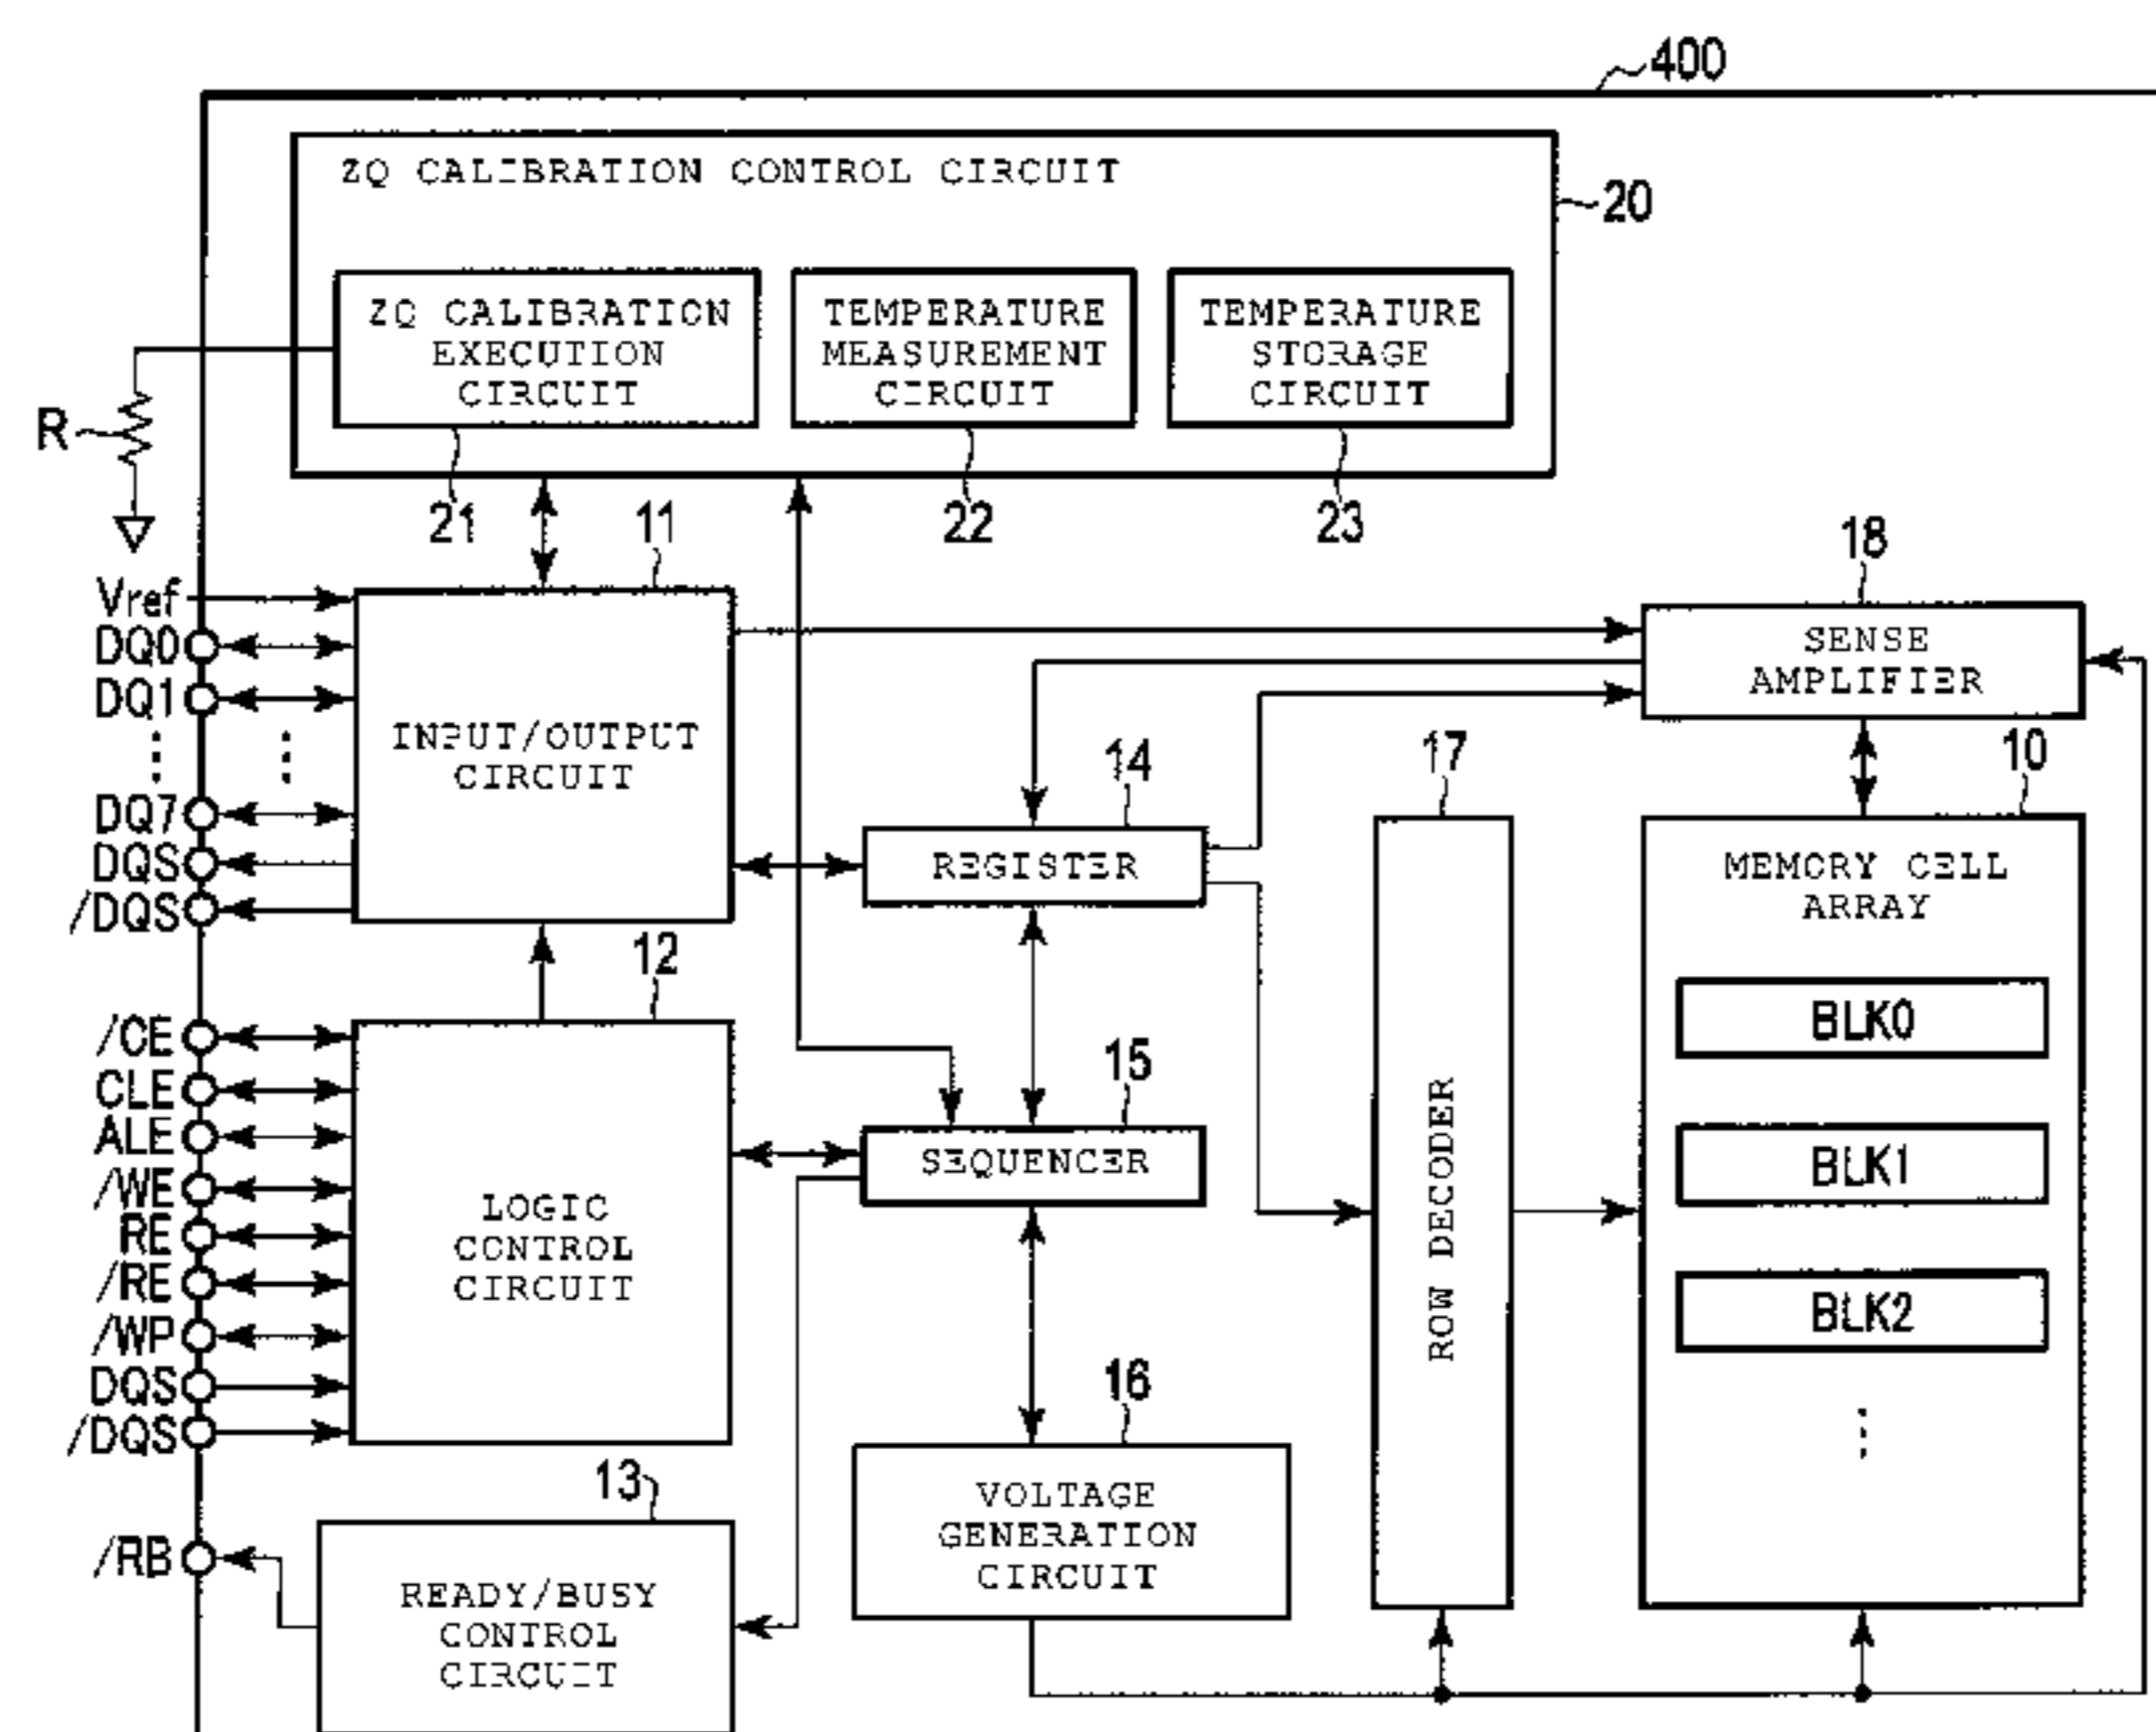 400
ZQ CALIBRATION CONTROL CIRCUIT
20
ZQ CALIBRATION
EXECUTION
CIRCUIT
TEMPERATURE
MEASUREMENT
CIRCUIT
TEMPERATURE
STORAGE
CIRCUIT
R
21
22
23
11
18
Vref
DQ0
DQ1
DQ7
DQS
/DQS
INPUT/OUTPUT
CIRCUIT
SENSE
AMPLIFIER
14
REGISTER
17
ROW DECODER
10
MEMORY CELL
ARRAY
BLK0
BLK1
BLK2
12
/CE
CLE
ALE
/WE
RE
/RE
/WP
DQS
/DQS
LOGIC
CONTROL
CIRCUIT
15
SEQUENCER
16
VOLTAGE
GENERATION
CIRCUIT
13
/RB
READY/BUSY
CONTROL
CIRCUIT